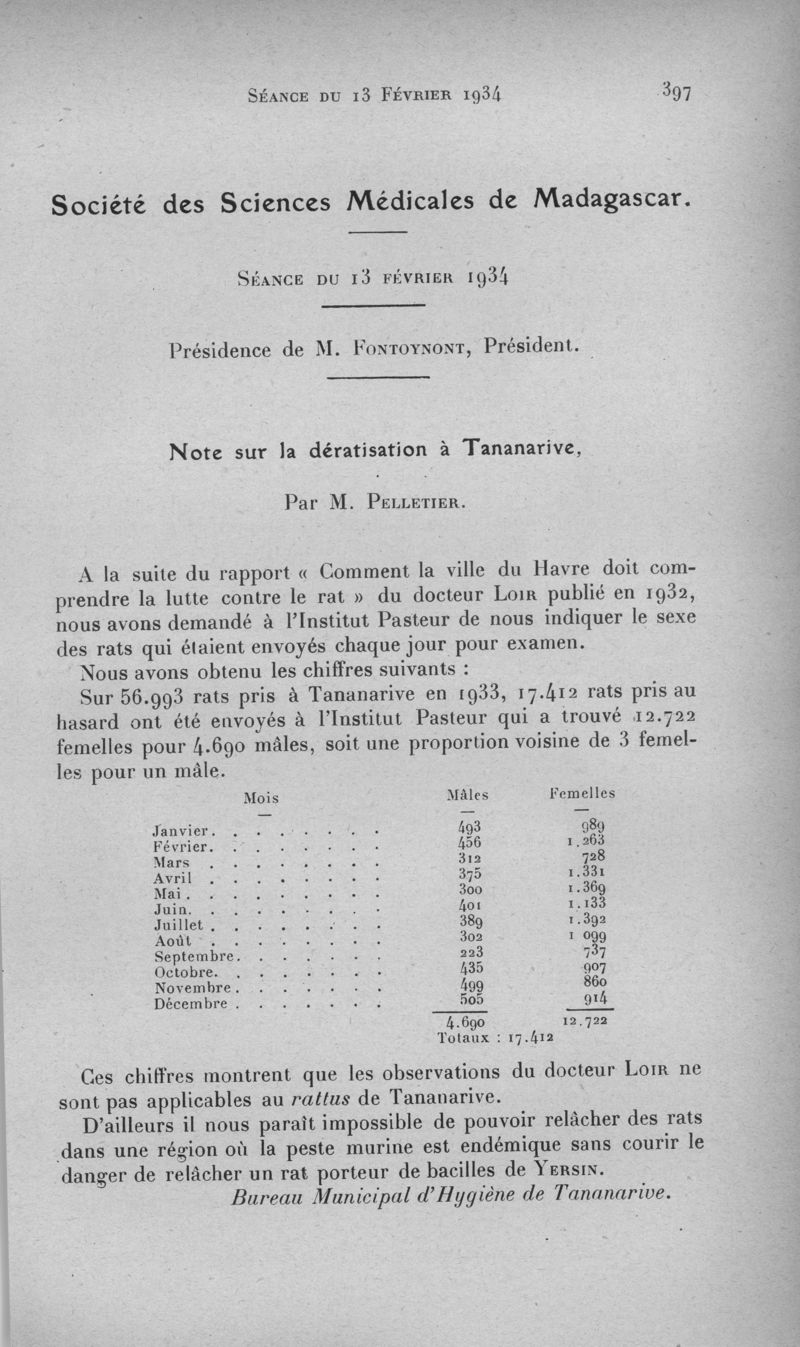 Séance du 13 Février 1934 397
Société des Sciences Médicales de Madagascar.
Séance du 13 février 1934
Présidence de M. Fontoynont, Président.
Note sur la dératisation à Tananarive,
Par M. Pelletier.
A la suite du rapport « Comment la ville du Havre doit com-
prendre la lutte contre le rat » du docteur Loir publié en 1932,
nous avons demandé à l'Institut Pasteur de nous indiquer le sexe
des rats qui étaient envoyés chaque jour pour examen.
Nous avons obtenu les chiffres suivants :
Sur 56.993 rats pris à Tananarive en 1933, 17.412 rats pris au
hasard ont été envoyés à l'Institut Pasteur qui a trouvé 12.722
femelles pour 4.690 mâles, soit une proportion voisine de 3 femel-
les pour un mâle.
Mois Mâles Femelles
Janvier. . . . . . . . 493 989
Février. . . . . . . . 456 1.263
Mars . . . . . . . . 312 728
Avril . . . . . . . . 375 1.331
Mai . . . . . . . . . 300 1.369
Juin. . . . . . . . . 401 1.133
Juillet . . . . . . . . 389 1.392
Août . . . . . . . . 302 1 099
Septembre. . . . . . . 223 737
Octobre. . . . . . . . 435 907
Novembre . . . . . . . 499 860
Décembre . . . . . . . 505 914
4.690 12.722
Totaux : 17.412
Ces chiffres montrent que les observations du docteur Loir ne
sont pas applicables au rattus de Tananarive.
D'ailleurs il nous paraît impossible de pouvoir relâcher des rats
dans une région où la peste murine est endémique sans courir le
danger de relâcher un rat porteur de bacilles de Yersin.
Bureau Municipal d'Hygiène de Tananarive.